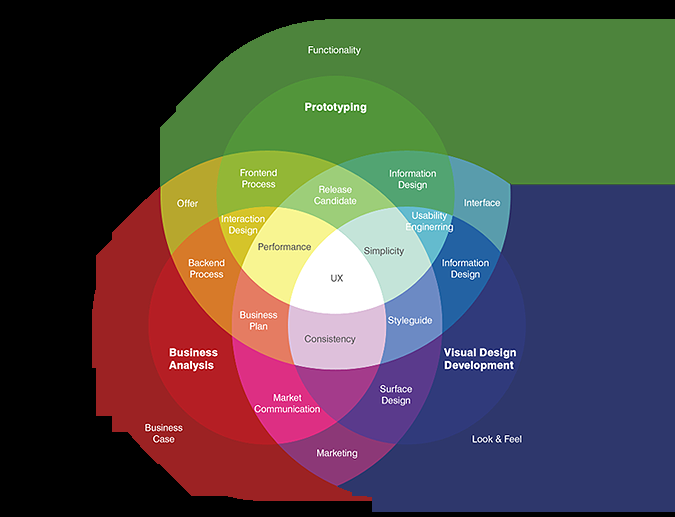 Functionality
Prototyping
Frontend
Process
Information
Design
Release
Candidate
Offer
Interface
Interaction
Design
Usability
Enginerring
Performance
Simplicity
Backend
Process
Information
Design
UX
Business
Plan
Styleguide
Consistency
Business
Analysis
Visual Design
Development
Market
Communication
Surface
Design
Business
Case
Look & Feel
Marketing